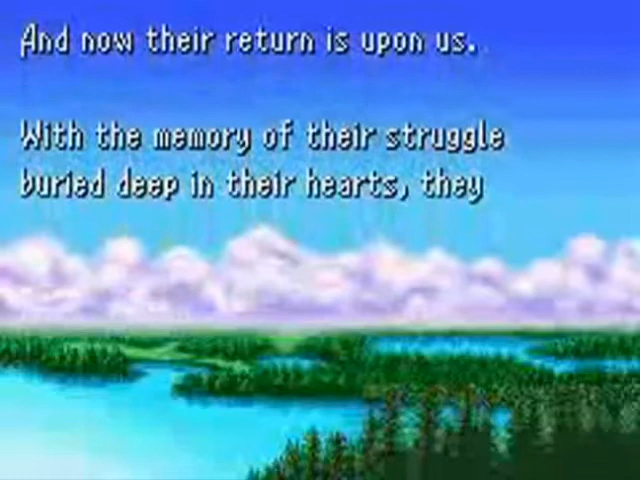 And now their return is upon us.
With the memory of their struggle
buried deep in their hearts, they